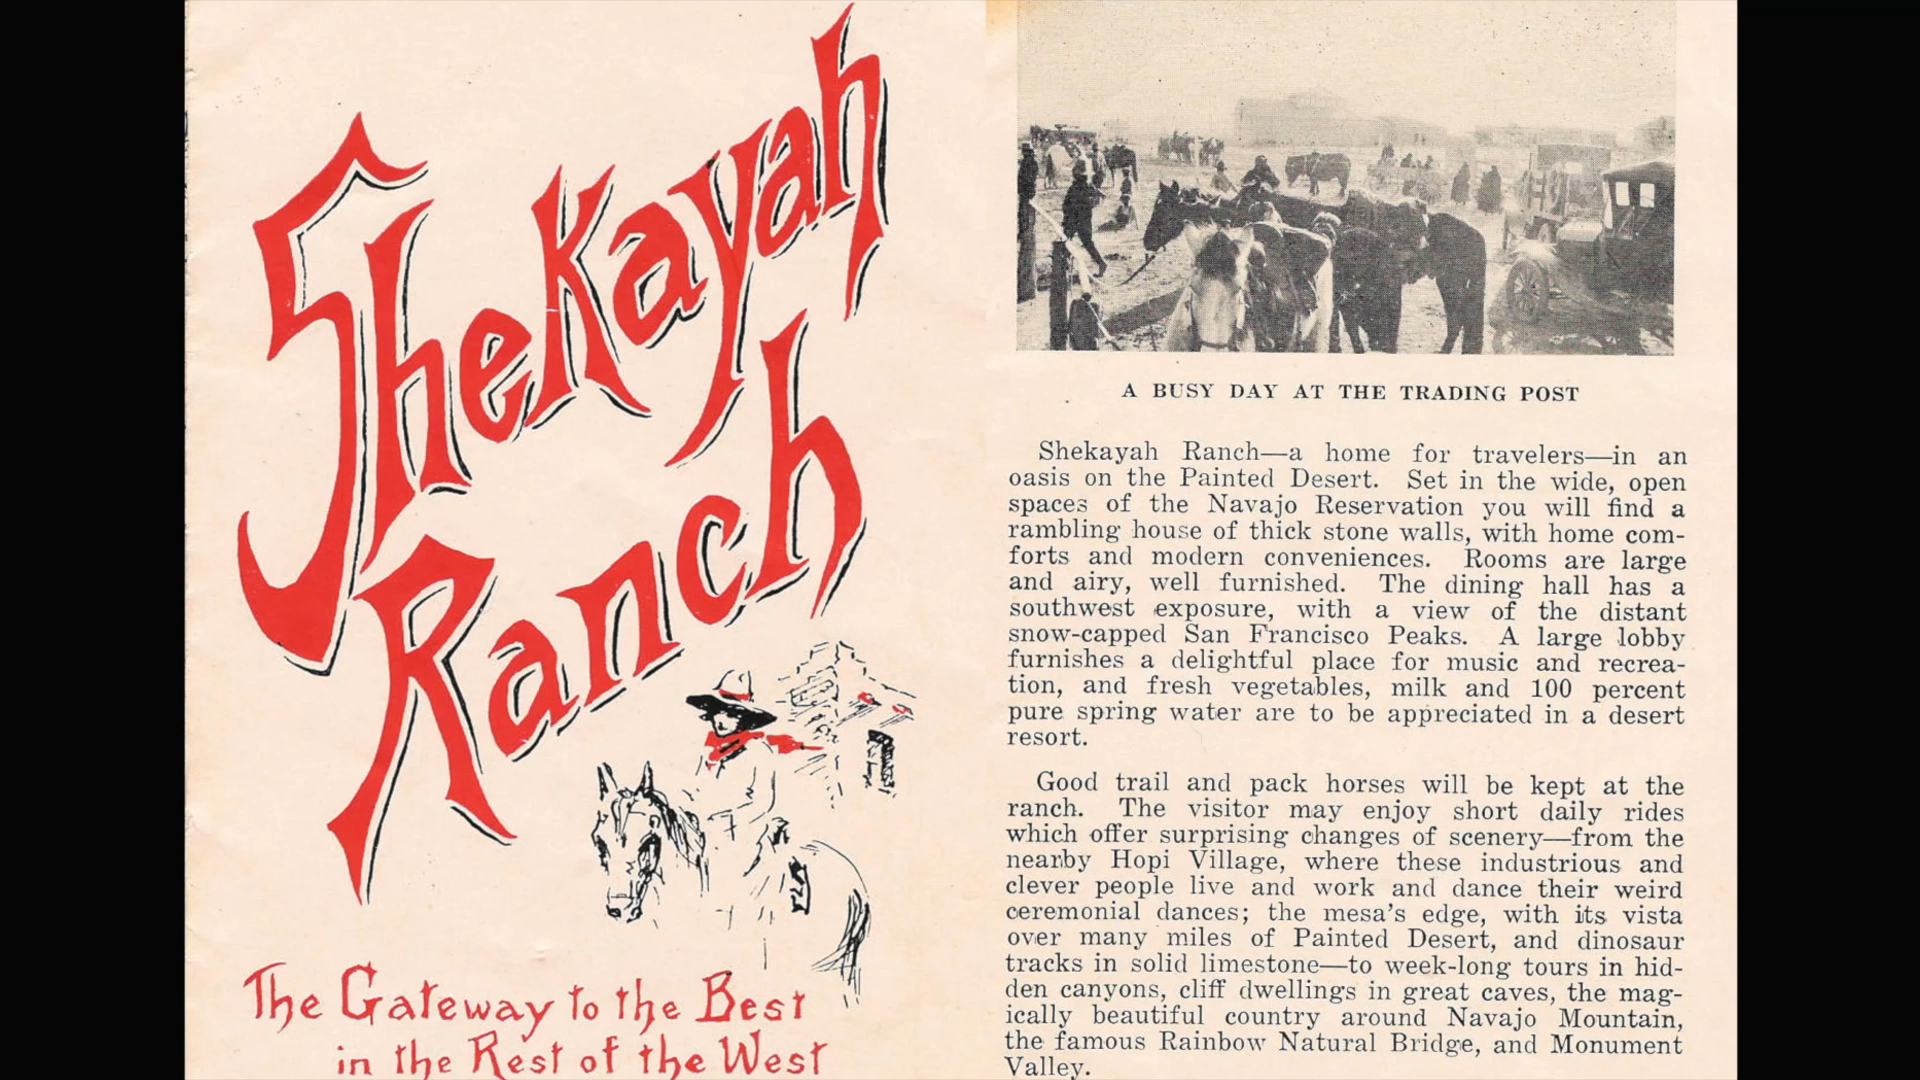 Shekayah
Ranch
The Gateway to the Best
in the Rest of the West
A BUSY DAY AT THE TRADING POST
Shekayah Ranch—a home for travelers—in an
oasis on the Painted Desert. Set in the wide, open
spaces of the Navajo Reservation you will find a
rambling house of thick stone walls, with home com-
forts and modern conveniences. Rooms are large
and airy, well furnished. The dining hall has a
southwest exposure, with a view of the distant
snow-capped San Francisco Peaks. A large lobby
furnishes a delightful place for music and recrea-
tion, and fresh vegetables, milk and 100 percent
pure spring water are to be appreciated in a desert
resort.
Good trail and pack horses will be kept at the
ranch. The visitor may enjoy short daily rides
which offer surprising changes of scenery—from the
nearby Hopi Village, where these industrious and
clever people live and work and dance their weird
ceremonial dances; the mesa's edge, with its vista
over many miles of Painted Desert, and dinosaur
tracks in solid limestone—to week-long tours in hid-
den canyons, cliff dwellings in great caves, the mag-
ically beautiful country around Navajo Mountain,
the famous Rainbow Natural Bridge, and Monument
Valley.